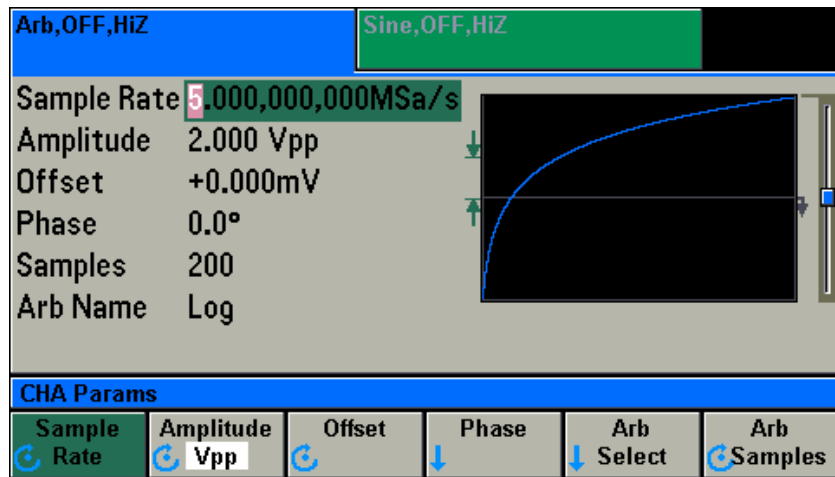 Arb,OFF,HiZ
Sine,OFF,HiZ
Sample Rate 5.000,000,000MSa/s
Amplitude 2.000 Vpp
Offset +0.000mV
Phase 0.0°
Samples 200
Arb Name Log
CHA Params
Sample Rate
Amplitude Vpp
Offset
Phase
Arb Select
Arb Samples